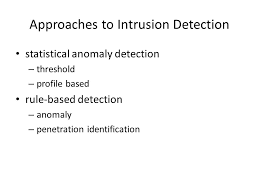 Approaches to Intrusion Detection
• statistical anomaly detection
– threshold
– profile based
• rule-based detection
– anomaly
– penetration identification